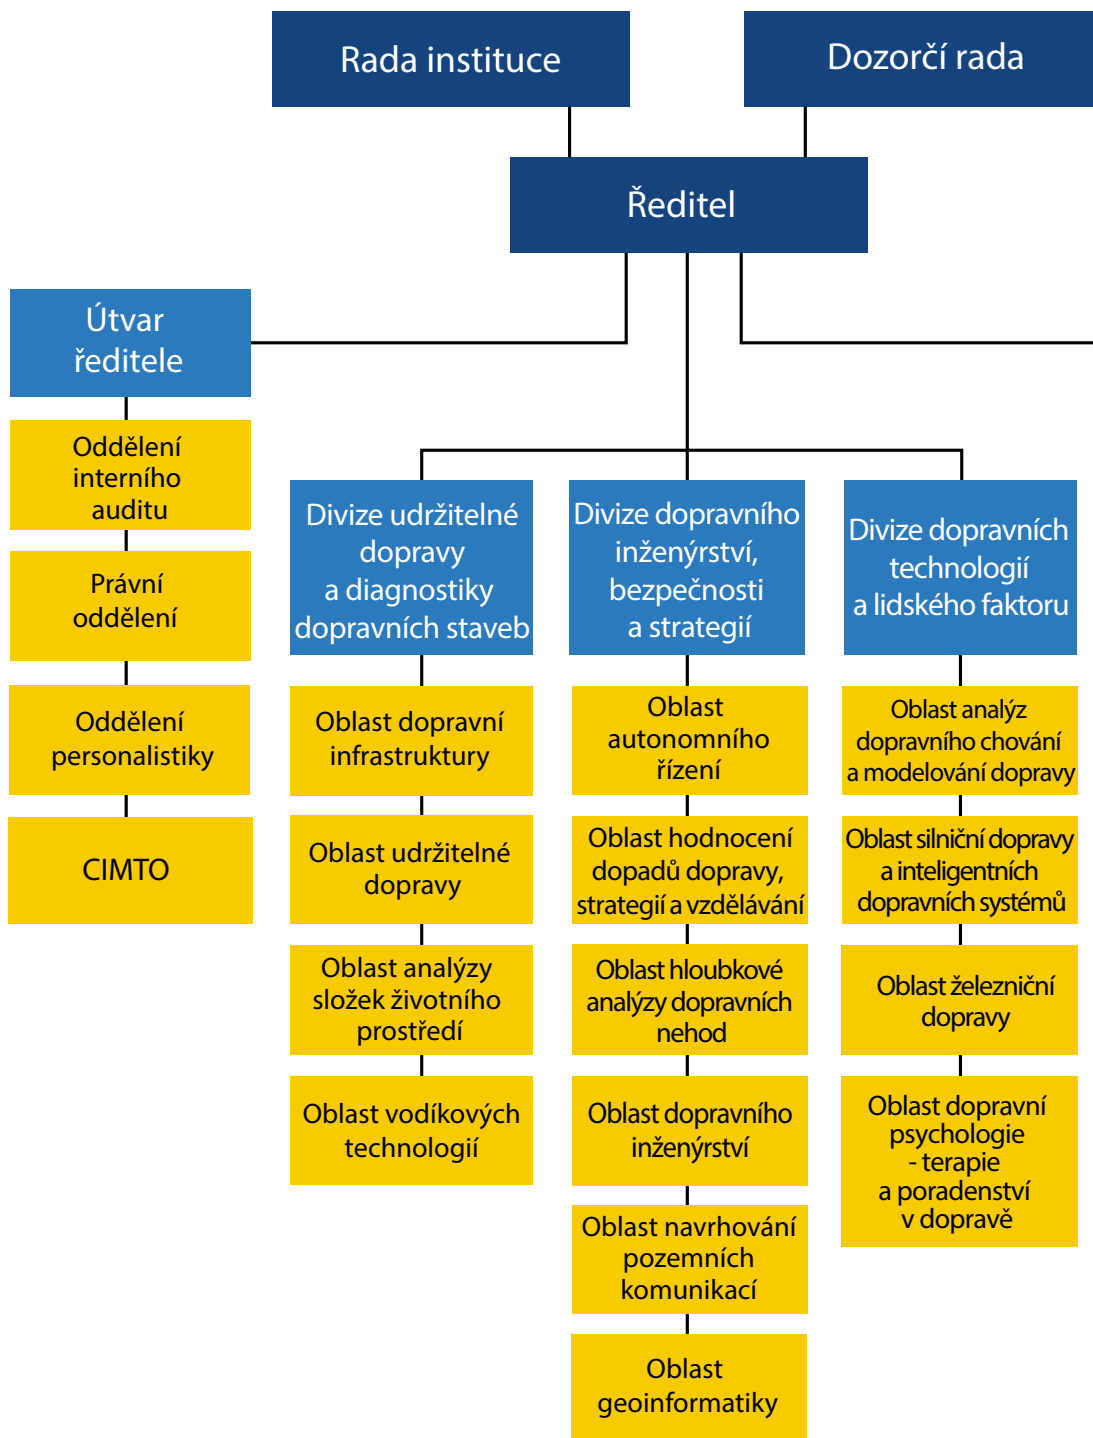 Rada instituce
Dozorčí rada
Ředitel
Útvar
ředitele
Oddělení
interního
auditu
Právní
oddělení
Oddělení
personalistiky
CIMTO
Divize udržitelné
dopravy
a diagnostiky
dopravních staveb
Oblast dopravní
infrastruktury
Oblast udržitelné
dopravy
Oblast analýzy
složek životního
prostředí
Oblast vodíkových
technologií
Divize dopravního
inženýrství,
bezpečnosti
a strategií
Oblast
autonomního
řízení
Oblast hodnocení
dopadů dopravy,
strategií a vzdělávání
Oblast hloubkové
analýzy dopravních
nehod
Oblast dopravního
inženýrství
Oblast navrhování
pozemních
komunikací
Oblast
geoinformatiky
Divize dopravních
technologií
a lidského faktoru
Oblast analýz
dopravního chování
a modelování dopravy
Oblast silniční dopravy
a inteligentních
dopravních systémů
Oblast železniční
dopravy
Oblast dopravní
psychologie
- terapie
a poradenství
v dopravě